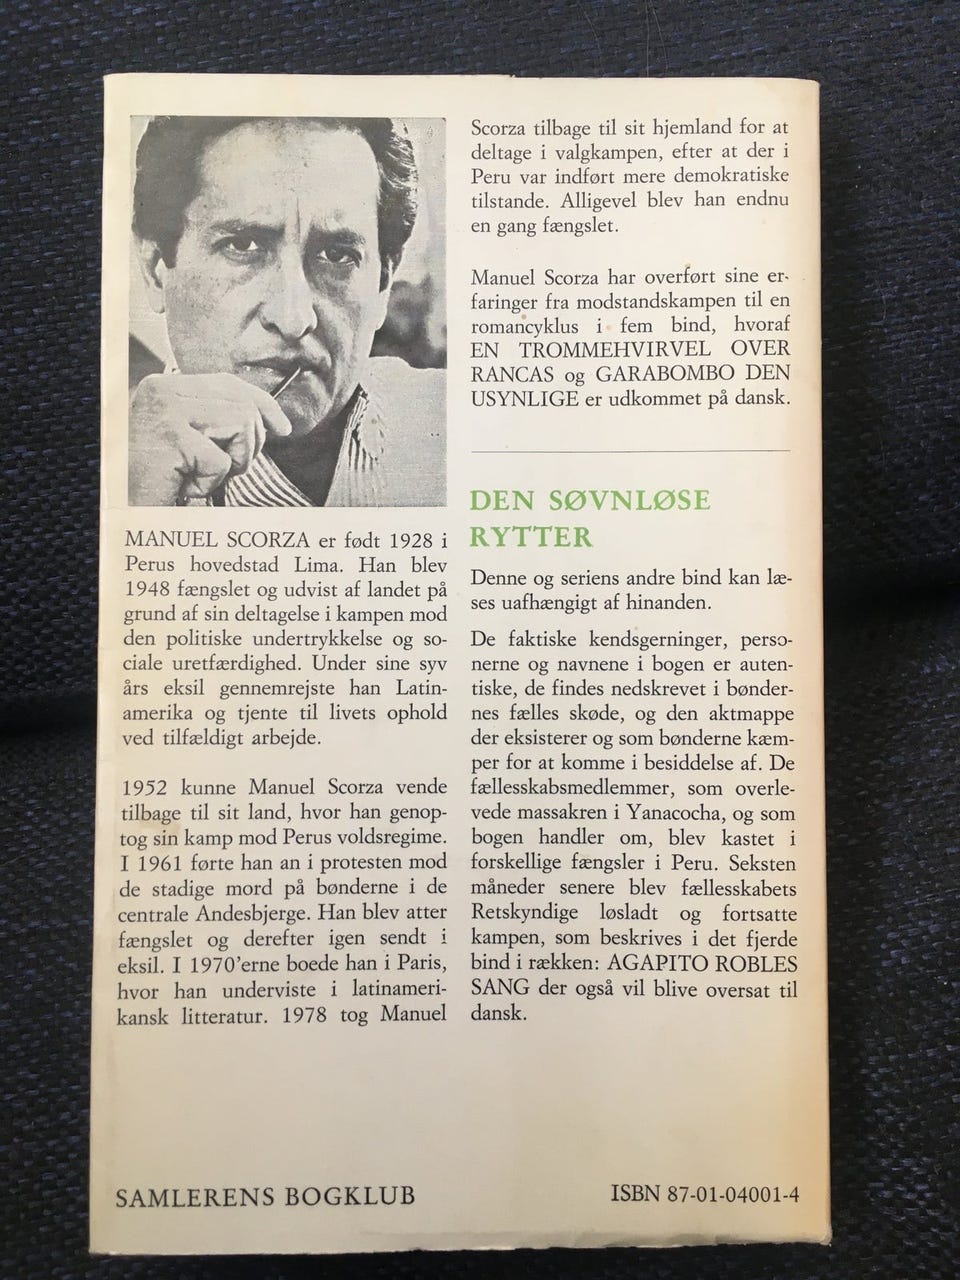 MANUEL SCORZA er født 1928 i
Perus hovedstad Lima. Han blev
1948 fængslet og udvist af landet på
grund af sin deltagelse i kampen mod
den politiske undertrykkelse og so-
ciale uretfærdighed. Under sine syv
års eksil gennemrejste han Latin-
amerika og tjente til livets ophold
ved tilfældigt arbejde.
1952 kunne Manuel Scorza vende
tilbage til sit land, hvor han genop-
tog sin kamp mod Perus voldsregime.
I 1961 førte han an i protesten mod
de stadige mord på bønderne i de
centrale Andesbjerge. Han blev atter
fængslet og derefter igen sendt i
eksil. I 1970'erne boede han i Paris,
hvor han underviste i latinameri-
kansk litteratur. 1978 tog Manuel
Scorza tilbage til sit hjemland for at
deltage i valgkampen, efter at der i
Peru var indført mere demokratiske
tilstande. Alligevel blev han endnu
en gang fængslet.
Manuel Scorza har overført sine er-
faringer fra modstandskampen til en
romancyklus i fem bind, hvoraf
EN TROMMEHVIRVEL OVER
RANCAS og GARABOMBO DEN
USYNLIGE er udkommet på dansk.
DEN SØVNLØSE
RYTTER
Denne og seriens andre bind kan læ-
ses uafhængigt af hinanden.
De faktiske kendsgerninger, perso-
nerne og navnene i bogen er auten-
tiske, de findes nedskrevet i bønder-
nes fælles skøde, og den aktmappe
der eksisterer og som bønderne kæm-
per for at komme i besiddelse af. De
fællesskabsmedlemmer, som overle-
vede massakren i Yanacocha, og som
bogen handler om, blev kastet i
forskellige fængsler i Peru. Seksten
måneder senere blev fællesskabets
Retskyndige løsladt og fortsatte
kampen, som beskrives i det fjerde
bind i rækken: AGAPITO ROBLES
SANG der også vil blive oversat til
dansk.
SAMLERENS BOGKLUB
ISBN 87-01-04001-4